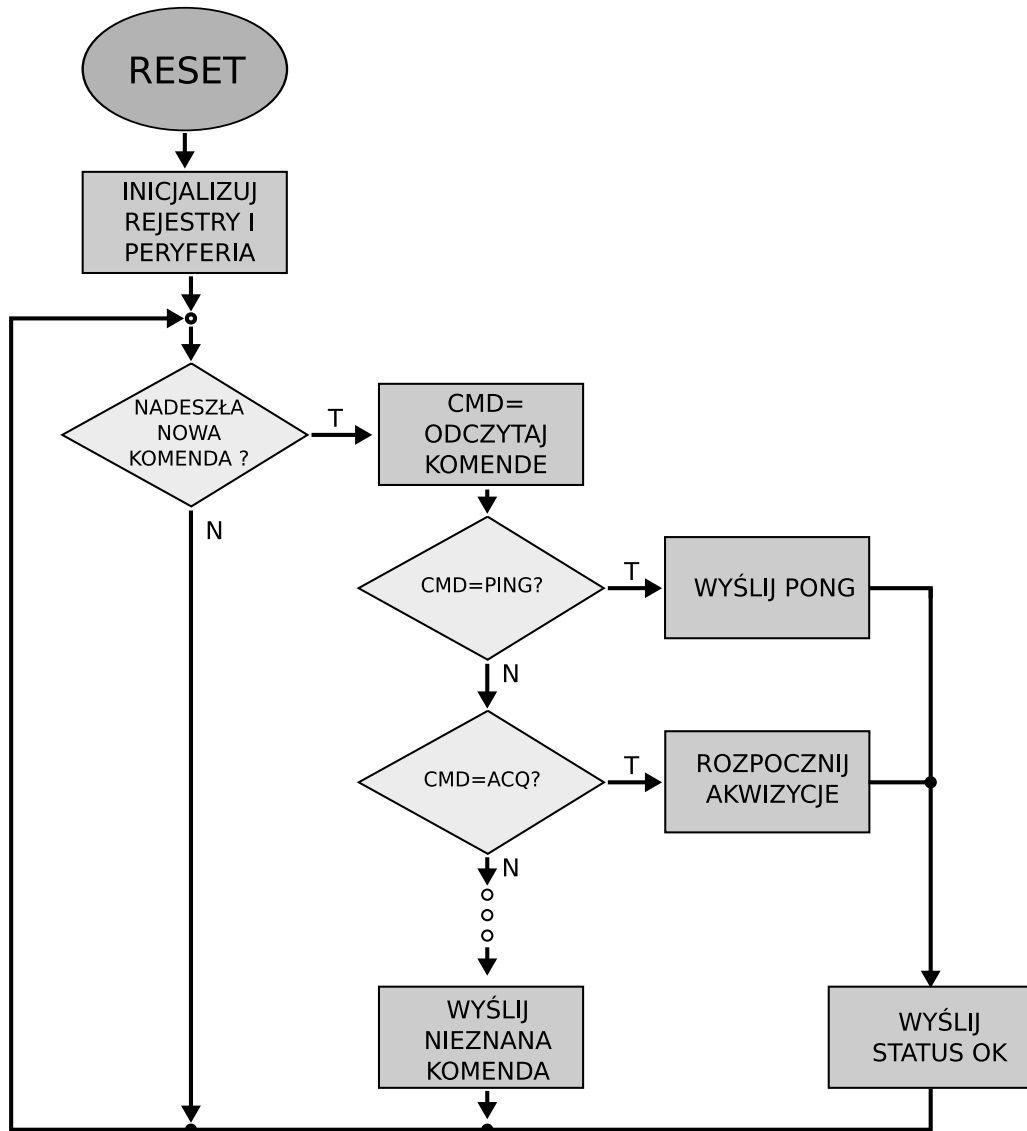 RESET
INICJALIZUJ
REJESTRY I
PERYFERIA
NADESZŁA
NOWA
KOMENDA ?
T
N
CMD=
ODCZYTAJ
KOMENDE
CMD=PING?
T
WYŚLIJ PONG
N
CMD=ACQ?
T
ROZPOCZNIJ
AKWIZYCJE
N
WYŚLIJ
NIEZNANA
KOMENDA
WYŚLIJ
STATUS OK